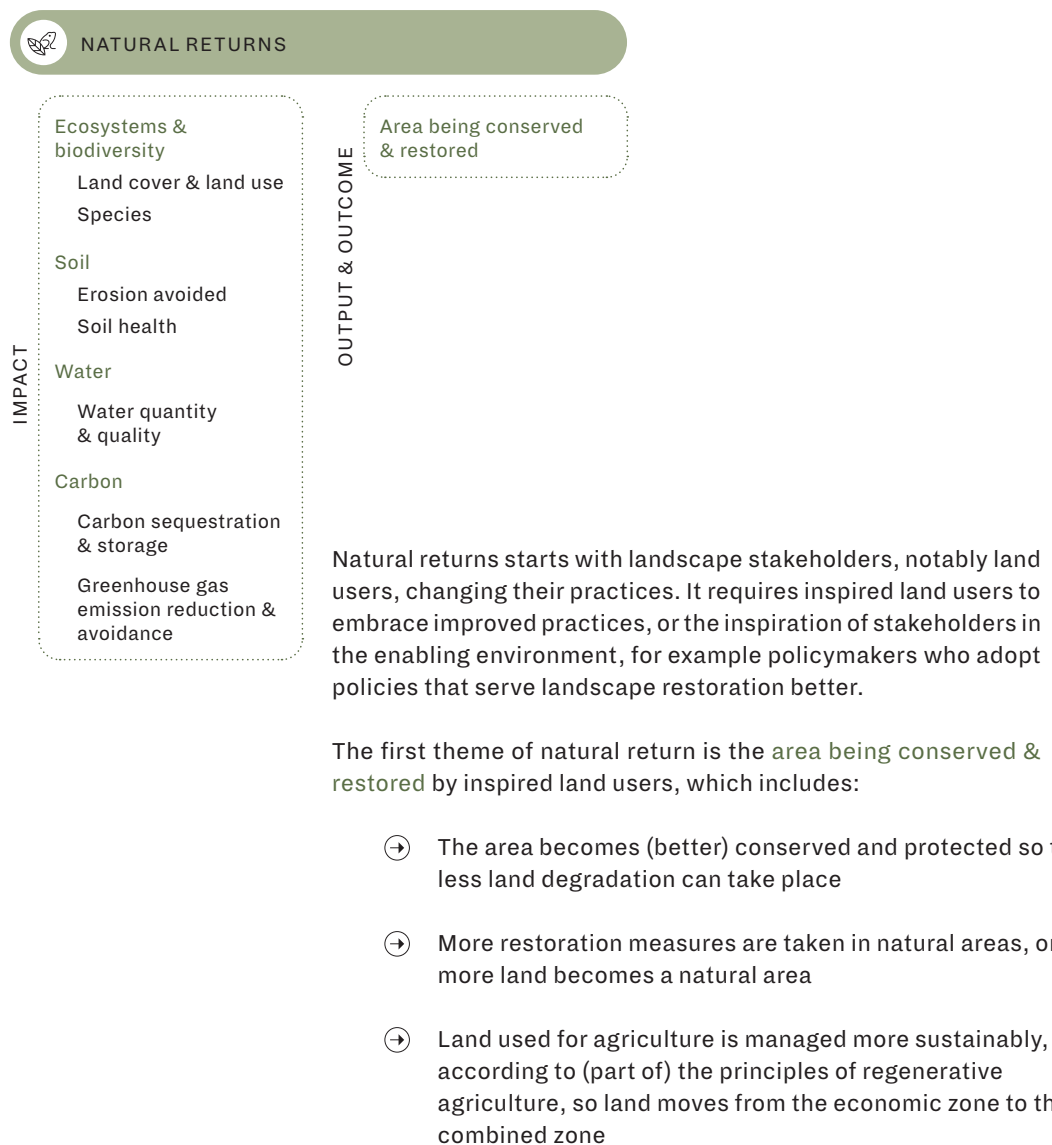 NATURAL RETURNS
IMPACT
Ecosystems &
biodiversity
Land cover & land use
Species
Soil
Erosion avoided
Soil health
Water
Water quantity
& quality
Carbon
Carbon sequestration
& storage
Greenhouse gas
emission reduction &
avoidance
OUTPUT & OUTCOME
Area being conserved
& restored
Natural returns starts with landscape stakeholders, notably land
users, changing their practices. It requires inspired land users to
embrace improved practices, or the inspiration of stakeholders in
the enabling environment, for example policymakers who adopt
policies that serve landscape restoration better.
The first theme of natural return is the area being conserved &
restored by inspired land users, which includes:
The area becomes (better) conserved and protected so
less land degradation can take place
More restoration measures are taken in natural areas,
more land becomes a natural area
Land used for agriculture is managed more sustainably,
according to (part of) the principles of regenerative
agriculture, so land moves from the economic zone to
combined zone